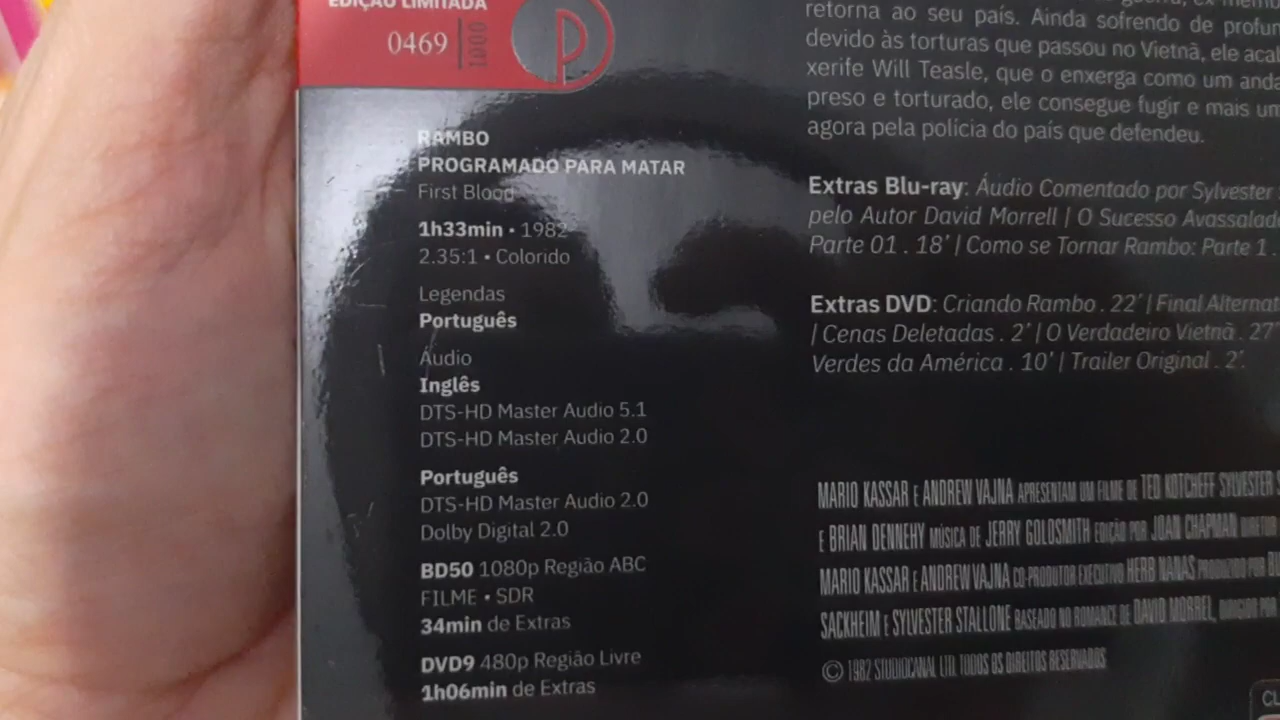 EDIÇÃO LIMITADA
0469
1000
RAMBO
PROGRAMADO PARA MATAR
First Blood
1h33min • 1982
2.35:1 • Colorido
Legendas
Português
Áudio
Inglês
DTS-HD Master Audio 5.1
DTS-HD Master Audio 2.0
Português
DTS-HD Master Audio 2.0
Dolby Digital 2.0
BD50 1080p Região ABC
FILME • SDR
34min de Extras
DVD9 480p Região Livre
1h06min de Extras
retorna ao seu país. Ainda sofrendo de
devido às torturas que passou no Vietnã, ele
xerife Will Teasle, que o enxerga como um
preso e torturado, ele consegue fugir e mais
agora pela polícia do país que defendeu.
Extras Blu-ray: Áudio Comentado por Sylvester
pelo Autor David Morrell | O Sucesso
Parte 01 . 18' | Como se Tornar Rambo: Parte 1 .
Extras DVD: Criando Rambo . 22' | Final
| Cenas Deletadas . 2' | O Verdadeiro Vietnã . 27
Verdes da América . 10' | Trailer Original . 2'.
MARIO KASSAR E ANDREW VAJNA APRESENTAM UM FILME DE TED KOTCHEFF SYLVESTER
E BRIAN DENNEHY MÚSICA DE JERRY GOLDSMITH EDIÇÃO POR JOAN CHAPMAN
MARIO KASSAR E ANDREW VAJNA CO-PRODUTOR EXECUTIVO HERB NANAS PRODUZIDO POR
SACKHEIM E SYLVESTER STALLONE BASEADO NO ROMANCE DE DAVID MORREL, DIRIGIDO POR
© 1982 STUDIOCANAL LTD. TODOS OS DIREITOS RESERVADOS